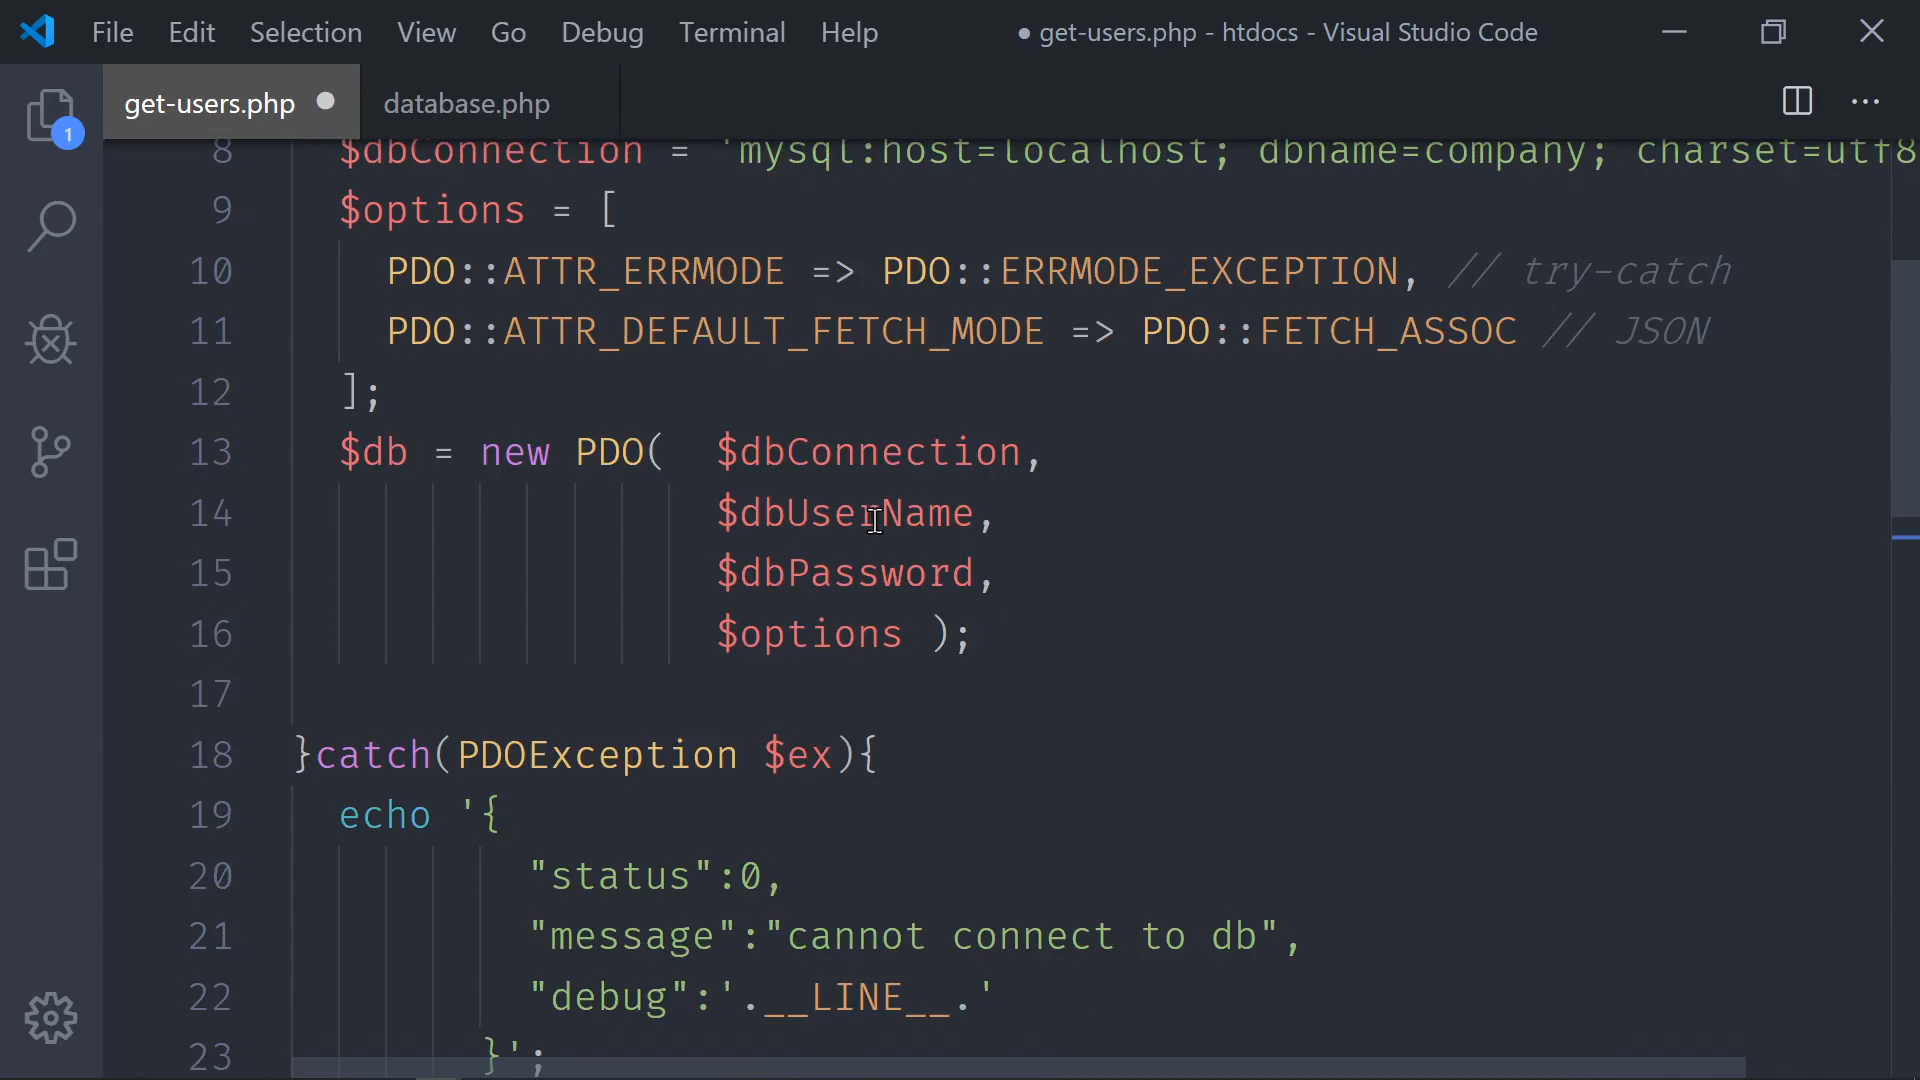 File Edit Selection View Go Debug Terminal Help ● get-users.php - htdocs - Visual Studio Code
get-users.php database.php
1
8 $dbConnection = 'mysql:host=localhost; dbname=company; charset=utf8
9 $options = [
10 PDO::ATTR_ERRMODE => PDO::ERRMODE_EXCEPTION, // try-catch
11 PDO::ATTR_DEFAULT_FETCH_MODE => PDO::FETCH_ASSOC // JSON
12 ];
13 $db = new PDO( $dbConnection,
14 $dbUserName,
15 $dbPassword,
16 $options );
17
18 }catch(PDOException $ex){
19 echo '{
20 "status":0,
21 "message":"cannot connect to db",
22 "debug":'.__LINE__.'
23 }';